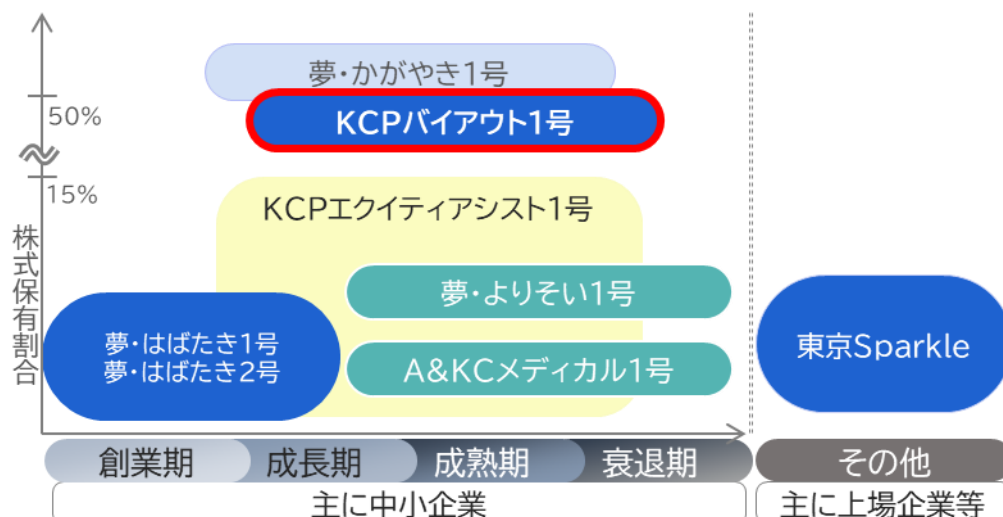 夢・かがやき1号
50%
KCPバイアウト1号
15%
KCPエクイティアシスト1号
株式保有割合
夢・よりそい1号
夢・はばたき1号
夢・はばたき2号
東京Sparkle
A&KCメディカル1号
創業期
成長期
成熟期
衰退期
その他
主に中小企業
主に上場企業等